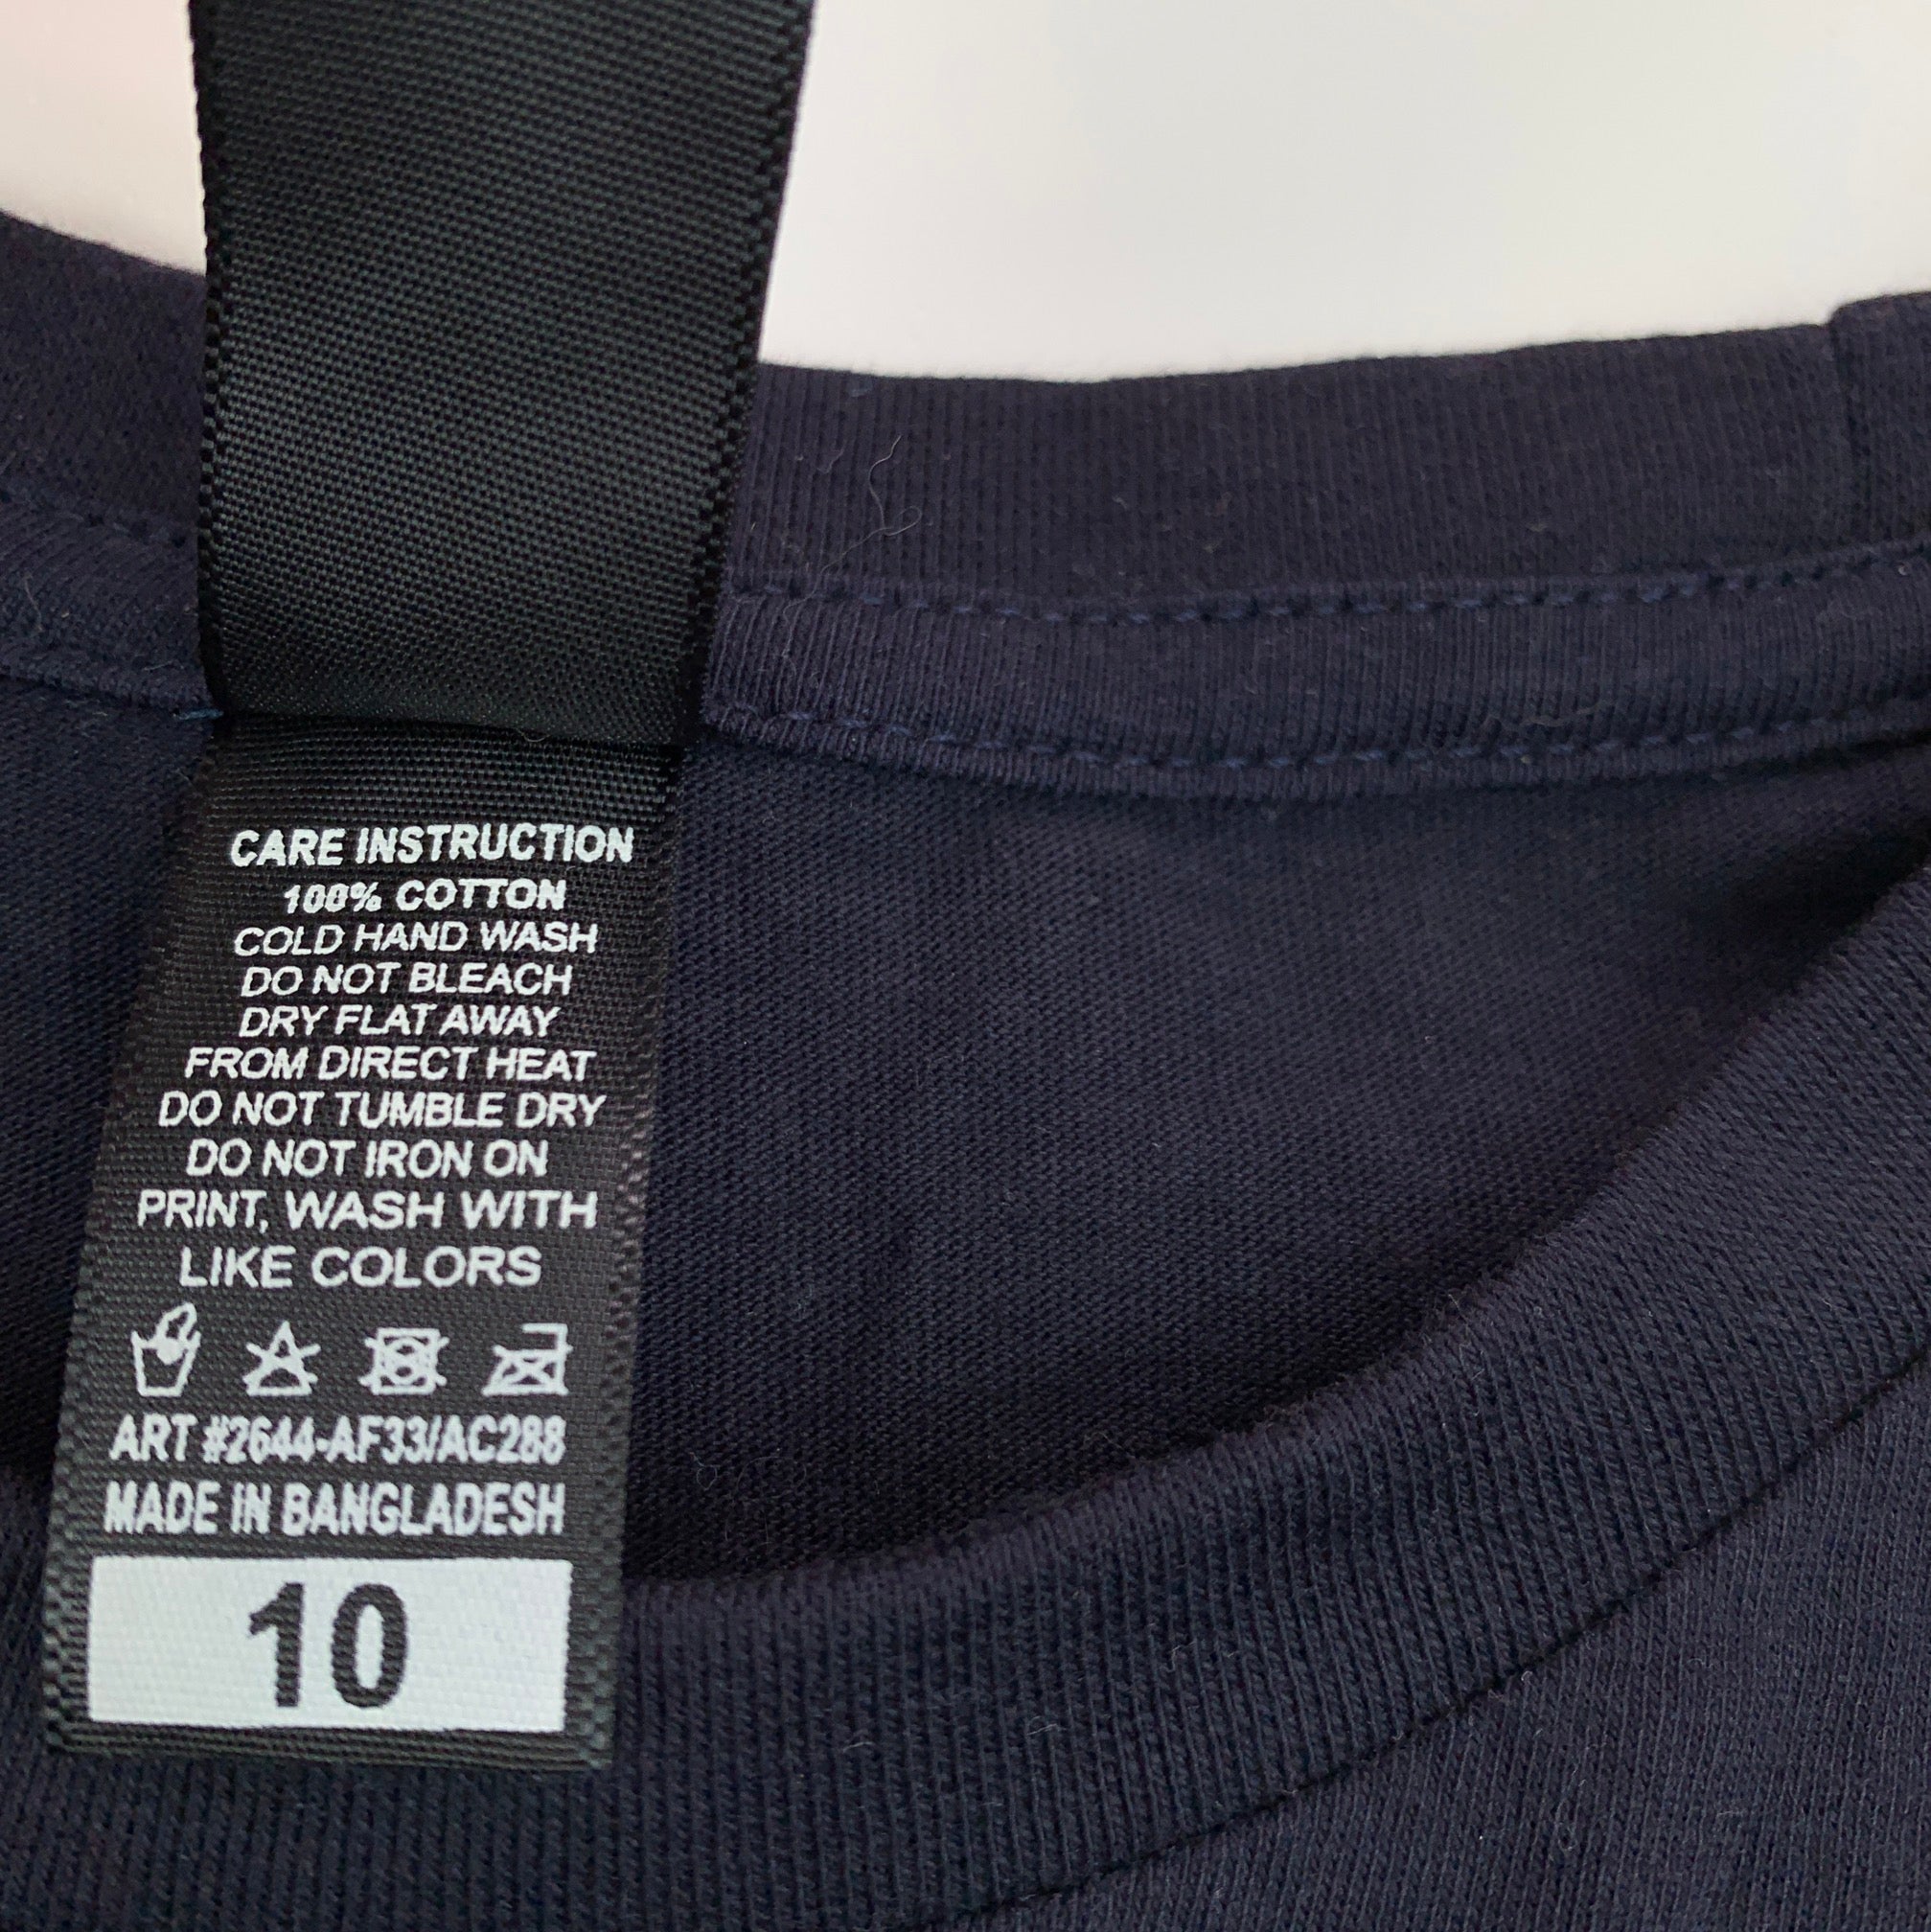 CARE INSTRUCTION
100% COTTON
COLD HAND WASH
DO NOT BLEACH
DRY FLAT AWAY
FROM DIRECT HEAT
DO NOT TUMBLE DRY
DO NOT IRON ON
PRINT, WASH WITH
LIKE COLORS
ART #2644-AF33/AC288
MADE IN BANGLADESH
10